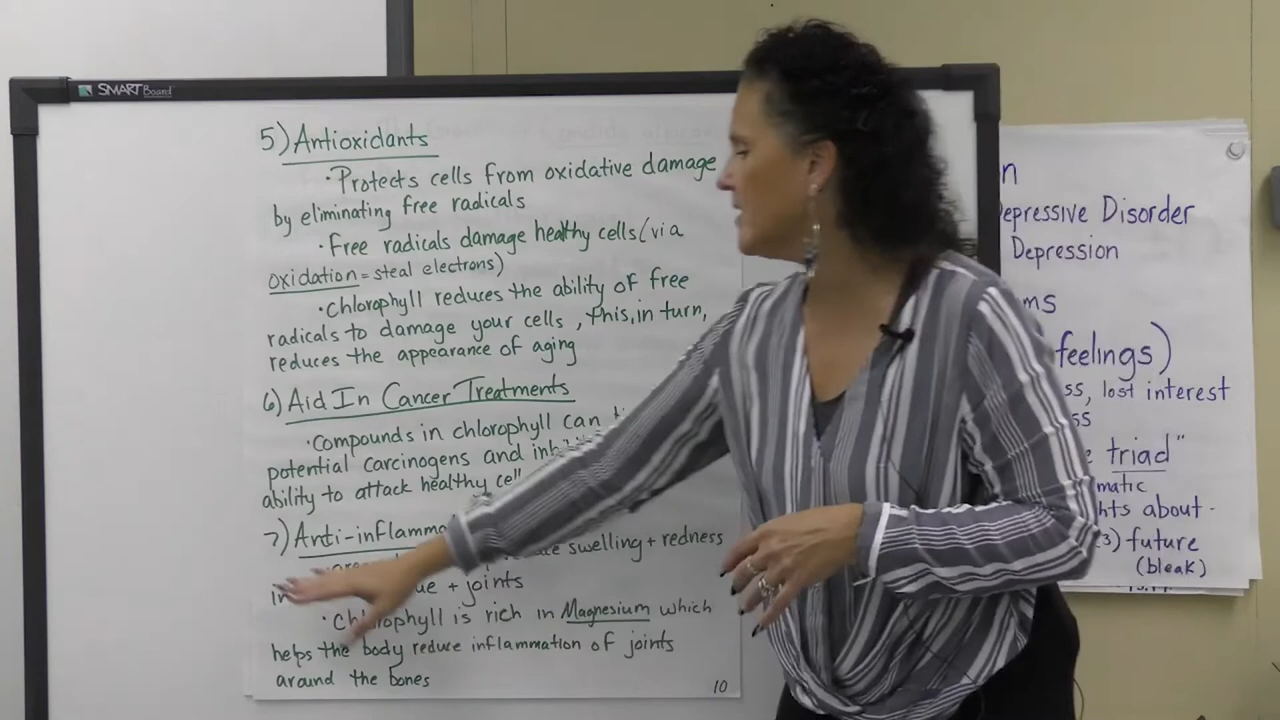 SMART Board
5) Antioxidants
• Protects cells from oxidative damage
by eliminating free radicals
• Free radicals damage healthy cells (via
oxidation = steal electrons)
• Chlorophyll reduces the ability of free
radicals to damage your cells, this, in turn,
reduces the appearance of aging
6) Aid In Cancer Treatments
• Compounds in chlorophyll can
potential carcinogens and
ability to attack healthy
7) Anti-inflamma
swelling + redness
+ joints
• Chlorophyll is rich in Magnesium which
helps the body reduce inflammation of joints
around the bones
10
n
epressive Disorder
Depression
ms
feelings)
ss, lost interest
ss
triad"
matic
hts about-
3) future
(bleak)